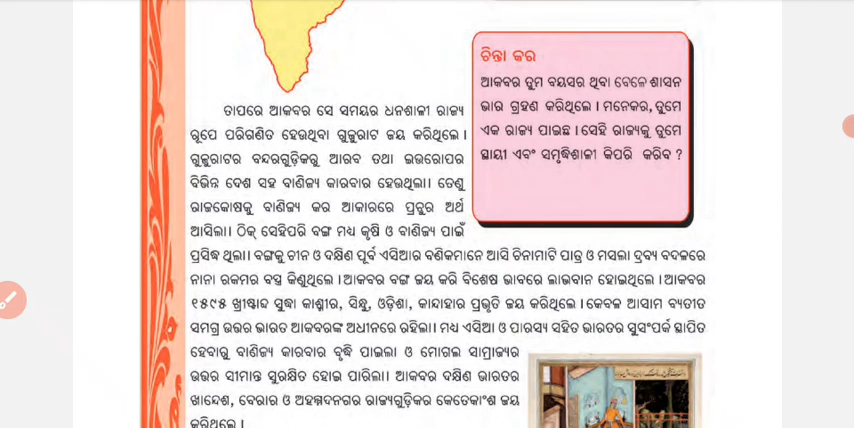 ଚିନ୍ତା କର
ଆକବର ତୁମ ବୟସର ଥିବା ବେଳେ ଶାସନ
ଭାର ଗ୍ରହଣ କରିଥିଲେ । ମନେକର, ତୁମେ
ଏକ ରାଜ୍ୟ ପାଇଛ । ସେହି ରାଜ୍ୟକୁ ତୁମେ
ସ୍ଥାୟୀ ଏବଂ ସମୃଦ୍ଧିଶାଳୀ କିପରି କରିବ ?
ତାପରେ ଆକବର ସେ ସମୟର ଧନଶାଳୀ ରାଜ୍ୟ
ରୂପେ ପରିଗଣିତ ହେଉଥିବା ଗୁଜୁରାଟ ଜୟ କରିଥିଲେ ।
ଗୁଜୁରାଟର ବନ୍ଦରଗୁଡ଼ିକରୁ ଆରବ ତଥା ଇଉରୋପର
ବିଭିନ୍ନ ଦେଶ ସହ ବାଣିଜ୍ୟ କାରବାର ହେଉଥିଲା। ତେଣୁ
ରାଜକୋଷକୁ ବାଣିଜ୍ୟ କର ଆକାରରେ ପ୍ରଚୁର ଅର୍ଥ
ଆସିଲା। ଠିକ୍ ସେହିପରି ବଙ୍ଗ ମଧ୍ୟ କୃଷି ଓ ବାଣିଜ୍ୟ ପାଇଁ
ପ୍ରସିଦ୍ଧ ଥିଲା। ବଙ୍ଗକୁ ଚୀନ ଓ ଦକ୍ଷିଣ ପୂର୍ବ ଏସିଆର ବଣିକମାନେ ଆସି ଚିନାମାଟି ପାତ୍ର ଓ ମସଲା ଦ୍ରବ୍ୟ ବଦଳରେ
ନାନା ରକମର ବସ୍ତ୍ର କିଣୁଥିଲେ । ଆକବର ବଙ୍ଗ ଜୟ କରି ବିଶେଷ ଭାବରେ ଲାଭବାନ ହୋଇଥିଲେ । ଆକବର
୧୫୯୫ ଖ୍ରୀଷ୍ଟାବ୍ଦ ସୁଦ୍ଧା କାଶ୍ମୀର, ସିନ୍ଧୁ, ଓଡ଼ିଶା, କାନ୍ଦାହାର ପ୍ରଭୃତି ଜୟ କରିଥିଲେ । କେବଳ ଆସାମ ବ୍ୟତୀତ
ସମଗ୍ର ଉତ୍ତର ଭାରତ ଆକବରଙ୍କ ଅଧୀନରେ ରହିଲା। ମଧ୍ୟ ଏସିଆ ଓ ପାରସ୍ୟ ସହିତ ଭାରତର ସୁସଂପର୍କ ସ୍ଥାପିତ
ହେବାରୁ ବାଣିଜ୍ୟ କାରବାର ବୃଦ୍ଧି ପାଇଲା ଓ ମୋଗଲ ସାମ୍ରାଜ୍ୟର
ଉତ୍ତର ସୀମାନ୍ତ ସୁରକ୍ଷିତ ହୋଇ ପାରିଲା। ଆକବର ଦକ୍ଷିଣ ଭାରତର
ଖାନ୍ଦେଶ, ବେରାର ଓ ଅହମ୍ମଦନଗର ରାଜ୍ୟଗୁଡ଼ିକର କେତେକାଂଶ ଜୟ
କରିଥିଲେ ।